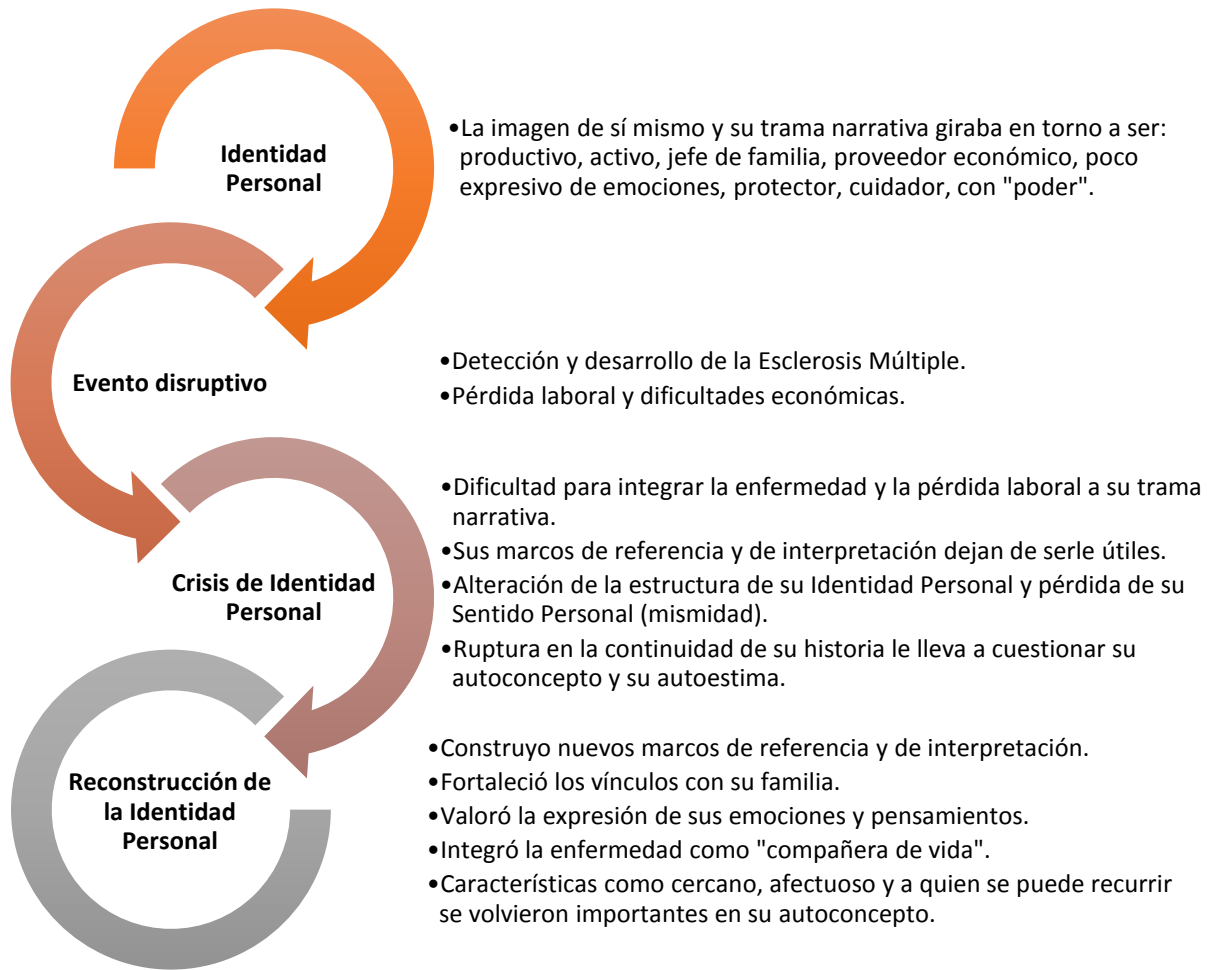 Identidad
Personal
•La imagen de sí mismo y su trama narrativa giraba en torno a ser:
productivo, activo, jefe de familia, proveedor económico, poco
expresivo de emociones, protector, cuidador, con "poder".
Evento disruptivo
•Detección y desarrollo de la Esclerosis Múltiple.
•Pérdida laboral y dificultades económicas.
Crisis de Identidad
Personal
•Dificultad para integrar la enfermedad y la pérdida laboral a su trama
narrativa.
•Sus marcos de referencia y de interpretación dejan de serle útiles.
•Alteración de la estructura de su Identidad Personal y pérdida de su
Sentido Personal (mismidad).
•Ruptura en la continuidad de su historia le lleva a cuestionar su
autoconcepto y su autoestima.
Reconstrucción de
la Identidad
Personal
•Construyo nuevos marcos de referencia y de interpretación.
•Fortaleció los vínculos con su familia.
•Valoró la expresión de sus emociones y pensamientos.
•Integró la enfermedad como "compañera de vida".
•Características como cercano, afectuoso y a quien se puede recurrir
se volvieron importantes en su autoconcepto.